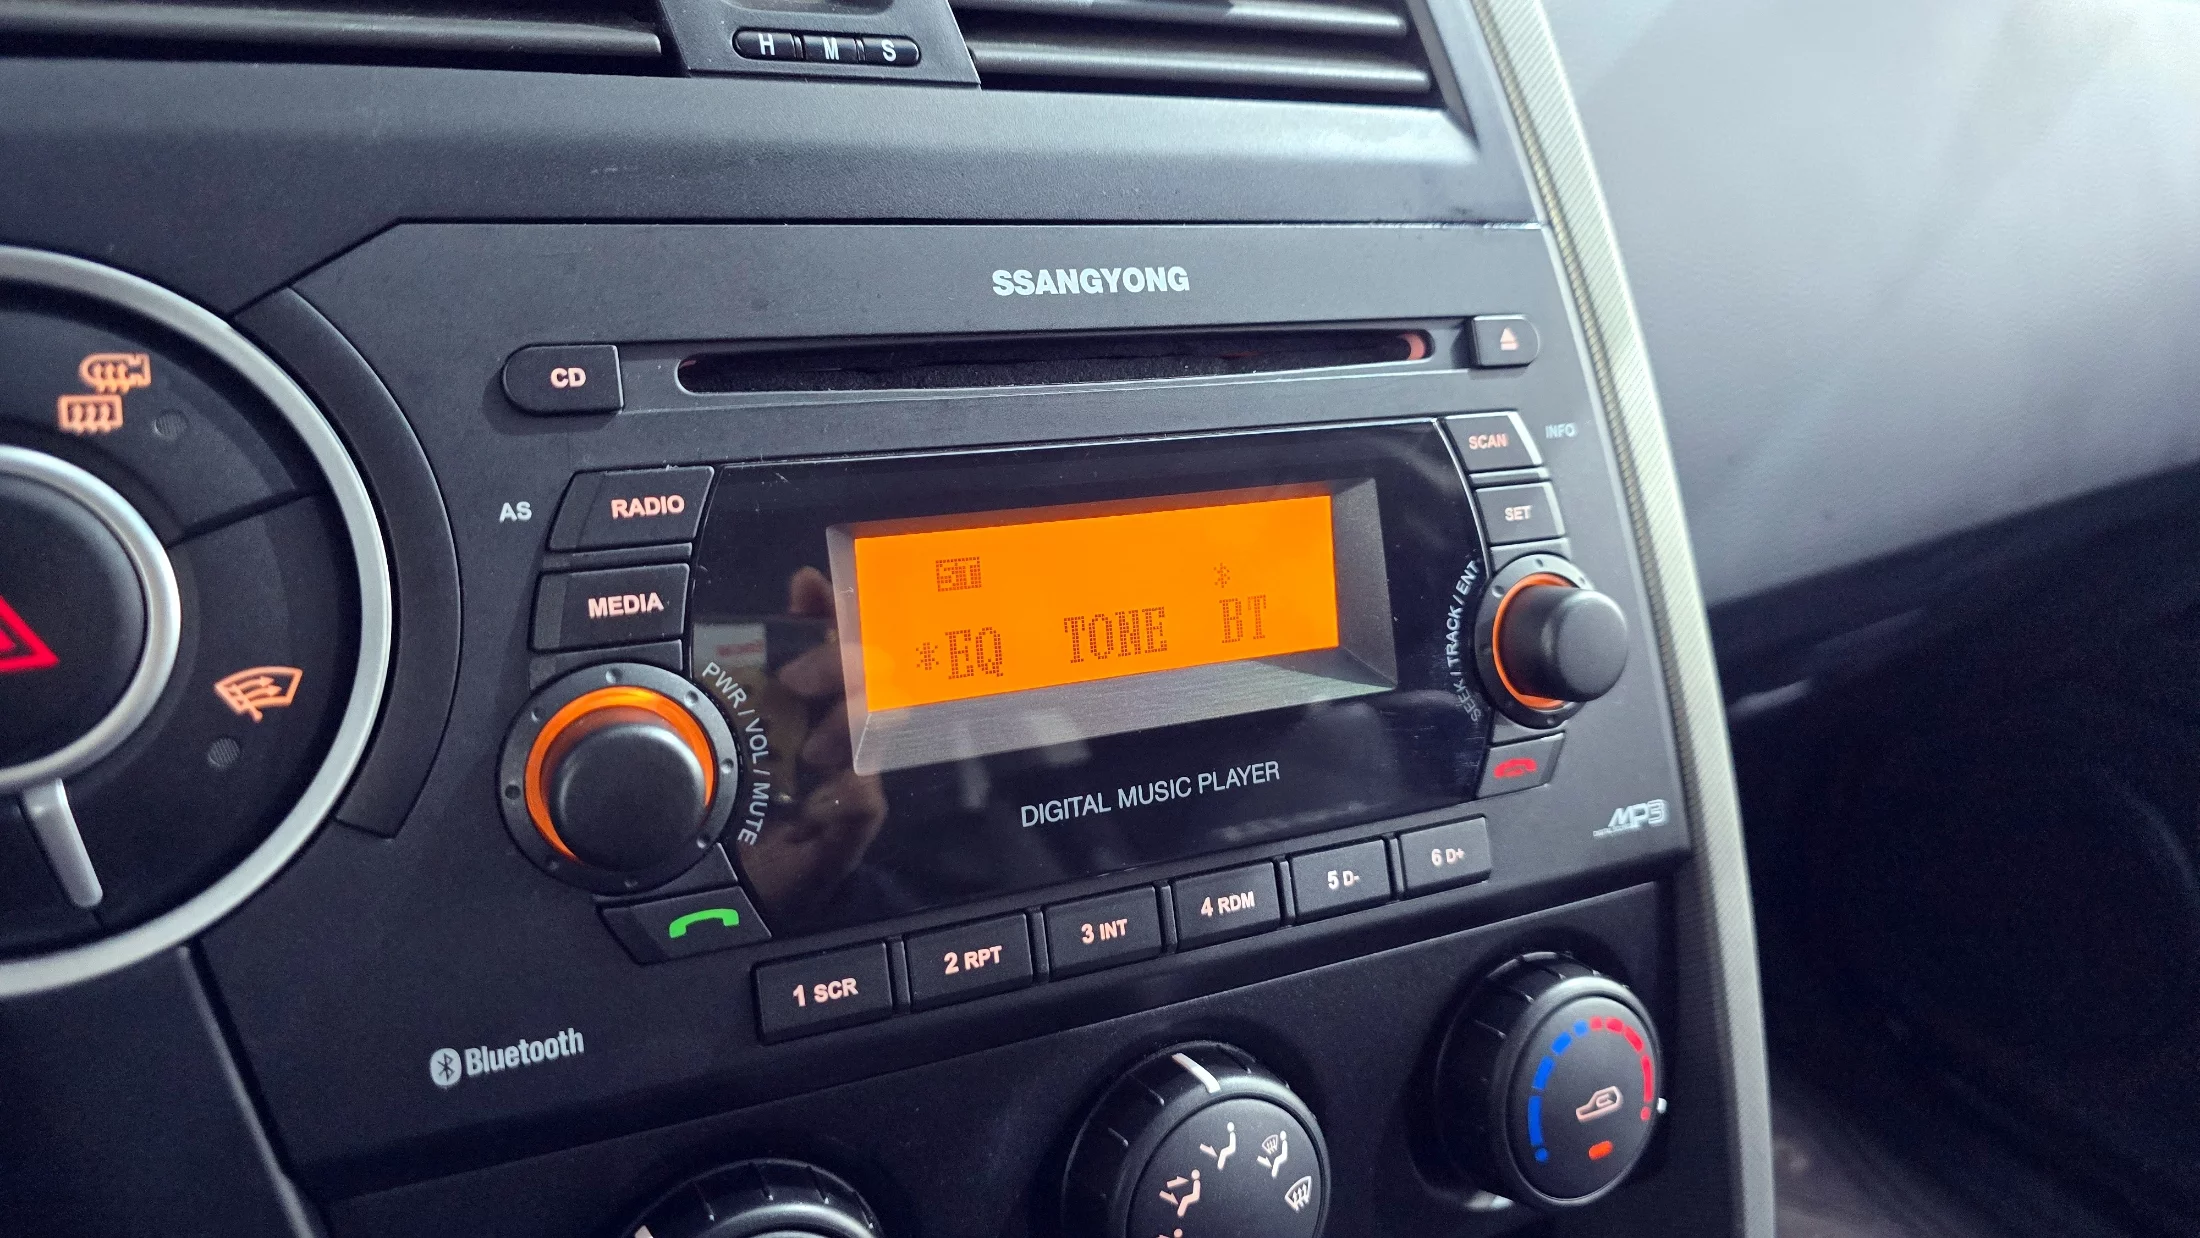 H M S
SSANGYONG
CD
SCAN INFO
AS RADIO
SET
MEDIA
*EQ TONE BT
PWR / VOL / MUTE
SEEK / TRACK / ENT
DIGITAL MUSIC PLAYER
MP3
1 SCR
2 RPT
3 INT
4 RDM
5 D-
6 D+
Bluetooth